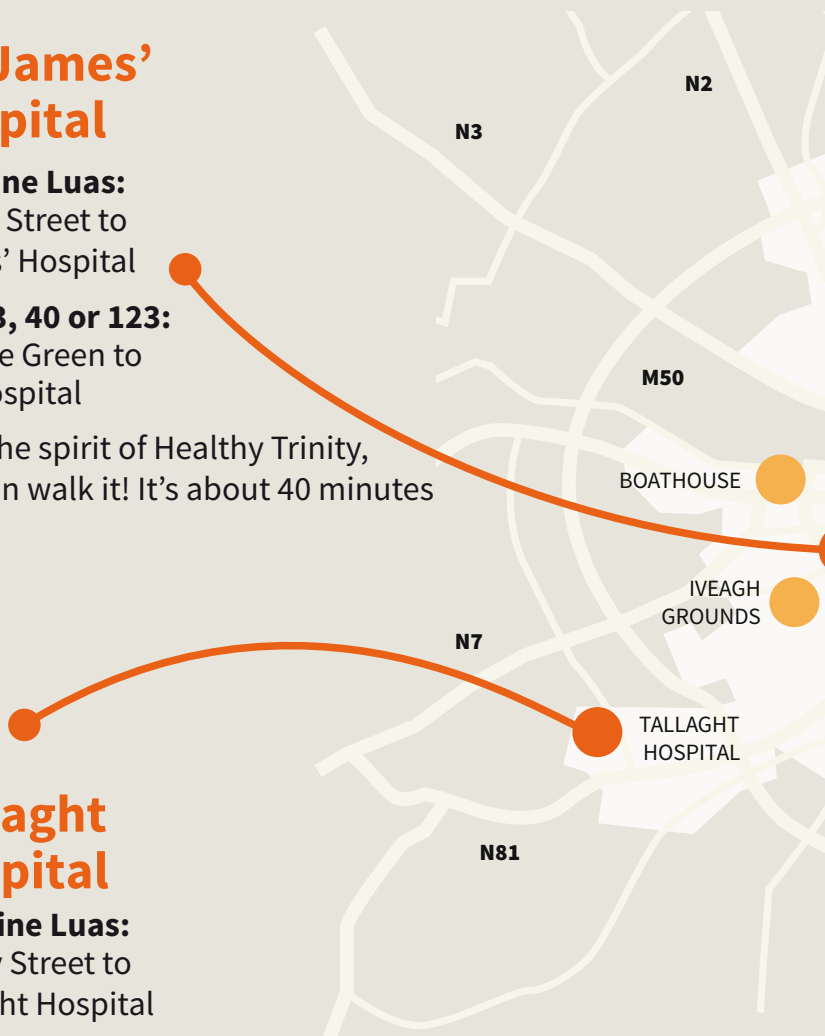 James’
pital
ne Luas:
Street to
s’ Hospital
3, 40 or 123:
e Green to
ospital
he spirit of Healthy Trinity,
n walk it! It’s about 40 minutes
aght
pital
ine Luas:
y Street to
ht Hospital
N2
N3
M50
BOATHOUSE
IVEAGH
GROUNDS
N7
TALLAGHT
HOSPITAL
N81